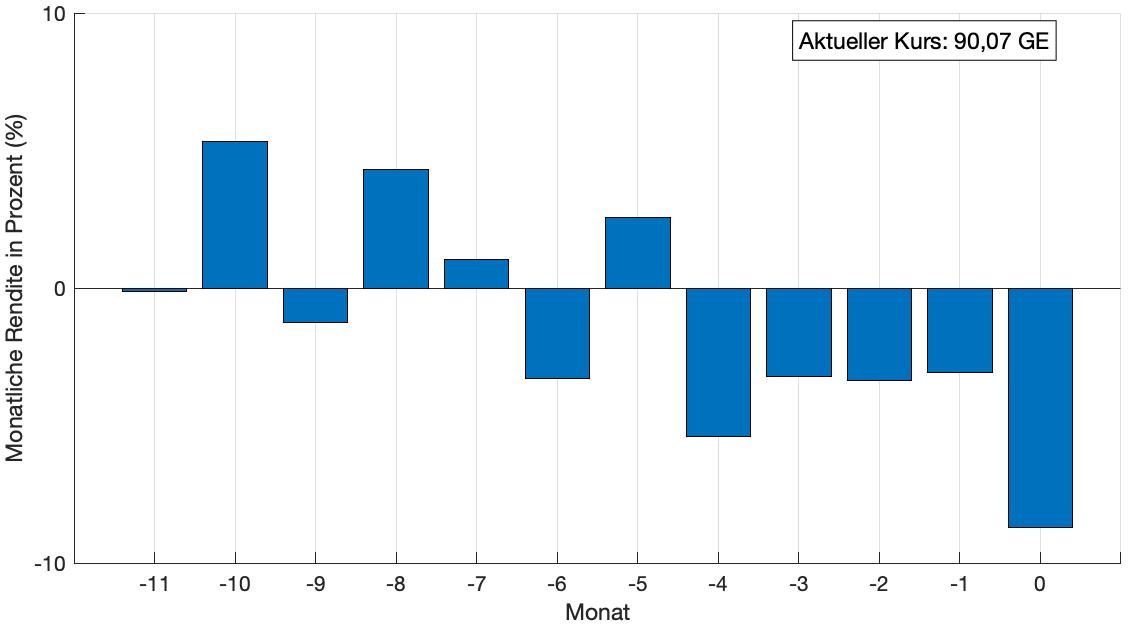 10
Aktueller Kurs: 90,07 GE
Monatliche Rendite in Prozent (%)
0
-10
-11 -10 -9 -8 -7 -6 -5 -4 -3 -2 -1 0
Monat